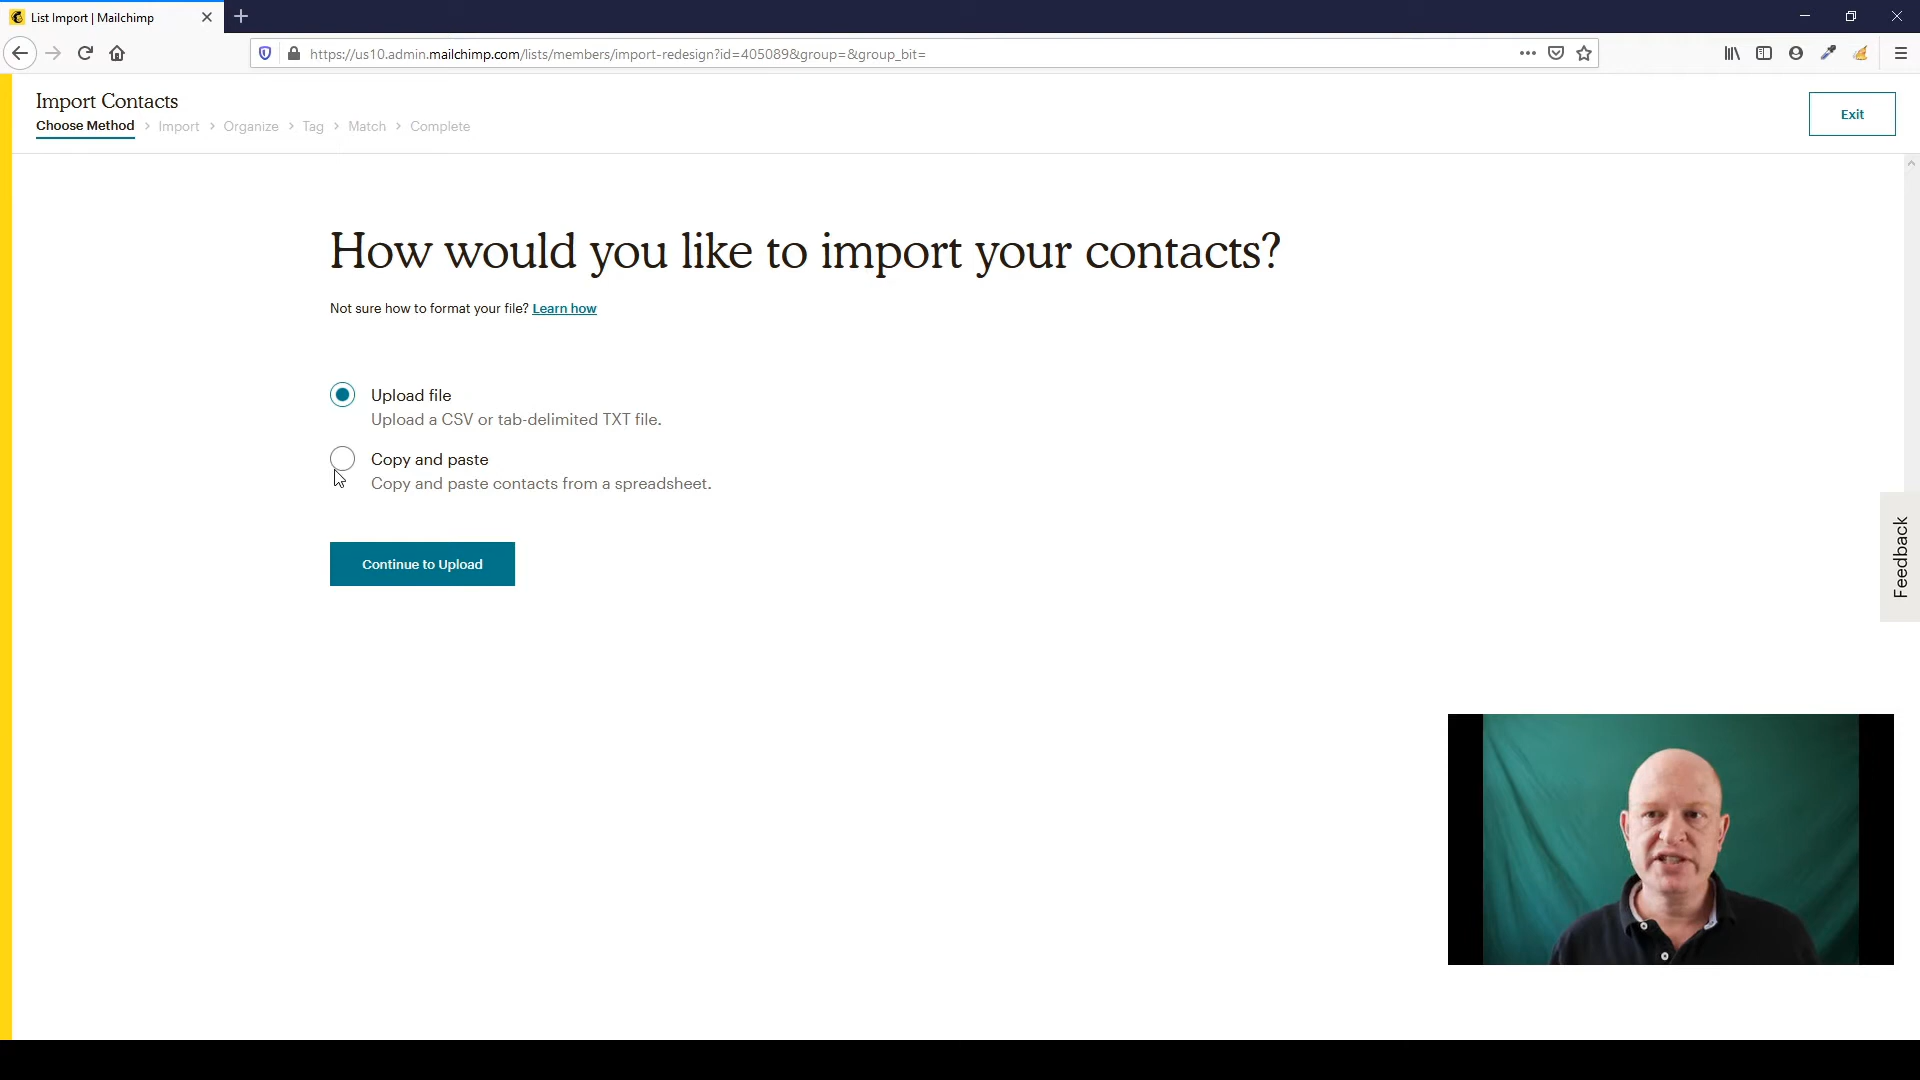 List Import | Mailchimp
https://us10.admin.mailchimp.com/lists/members/import-redesign?id=405089&group=&group_bit=
Import Contacts
Choose Method > Import > Organize > Tag > Match > Complete
Exit
How would you like to import your contacts?
Not sure how to format your file? Learn how
Upload file
Upload a CSV or tab-delimited TXT file.
Copy and paste
Copy and paste contacts from a spreadsheet.
Continue to Upload
Feedback